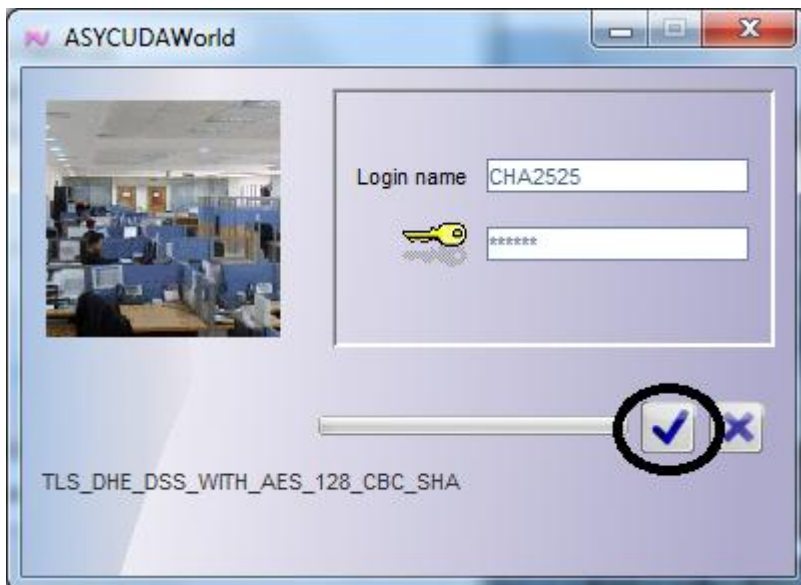 ASYCUDAWorld
Login name CHA2525
******
TLS_DHE_DSS_WITH_AES_128_CBC_SHA